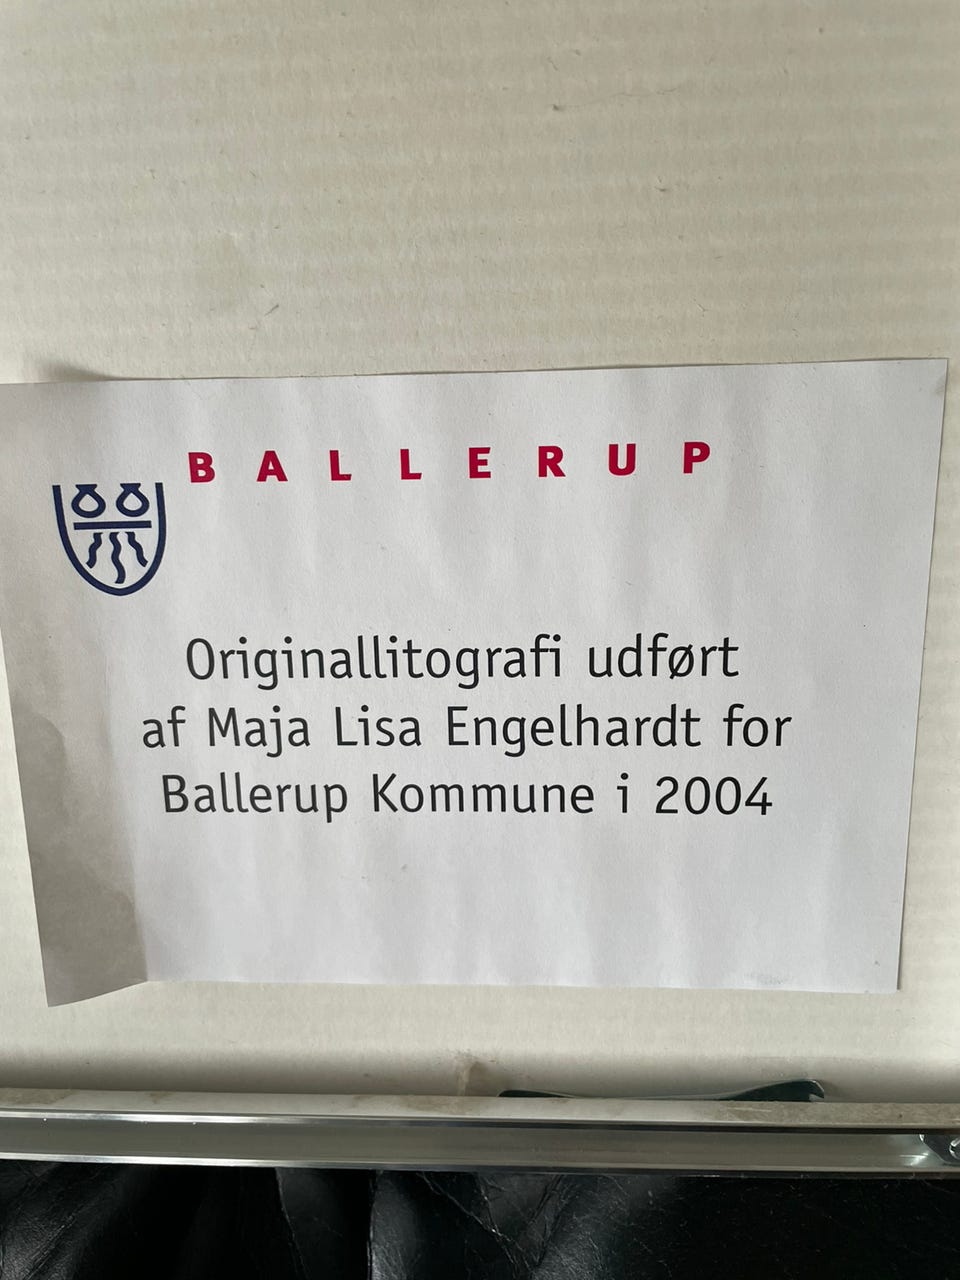 BALLERUP
Originallitografi udført
af Maja Lisa Engelhardt for
Ballerup Kommune i 2004